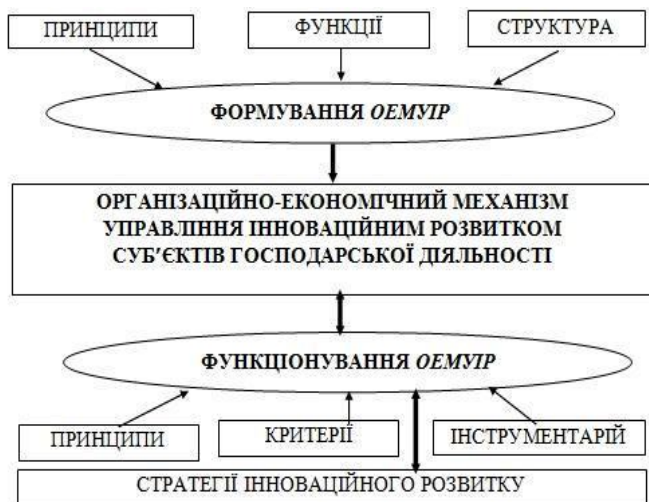 ПРИНЦИПИ
ФУНКЦІЇ
СТРУКТУРА
ФОРМУВАННЯ ОЕМУІР
ОРГАНІЗАЦІЙНО-ЕКОНОМІЧНИЙ МЕХАНІЗМ
УПРАВЛІННЯ ІННОВАЦІЙНИМ РОЗВИТКОМ
СУБ'ЄКТІВ ГОСПОДАРСЬКОЇ ДІЯЛЬНОСТІ
ФУНКЦІОНУВАННЯ ОЕМУІР
ПРИНЦИПИ
КРИТЕРІЇ
ІНСТРУМЕНТАРІЙ
СТРАТЕГІЇ ІННОВАЦІЙНОГО РОЗВИТКУ